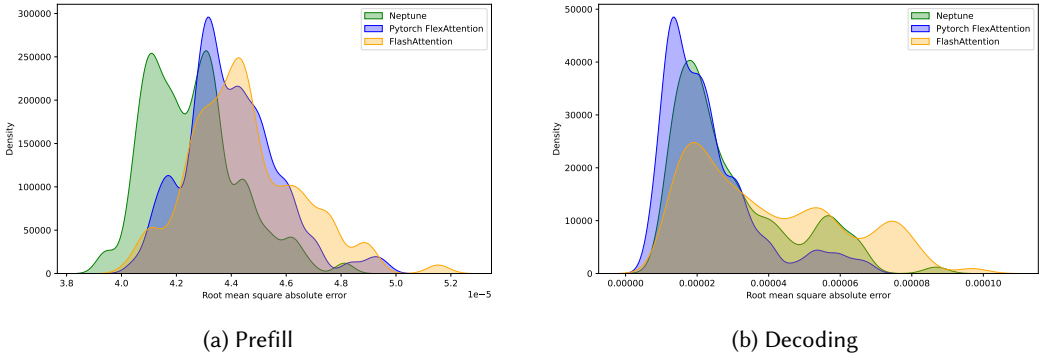 300000
250000
200000
150000
100000
50000
0
Density
3.8
4.0
4.2
4.4
4.6
4.8
5.0
5.2
1e−5
Root mean square absolute error
Neptune
Pytorch FlexAttention
FlashAttention
(a) Prefill
50000
40000
30000
20000
10000
0
Density
0.00000
0.00002
0.00004
0.00006
0.00008
0.00010
Root mean square absolute error
Neptune
Pytorch FlexAttention
FlashAttention
(b) Decoding